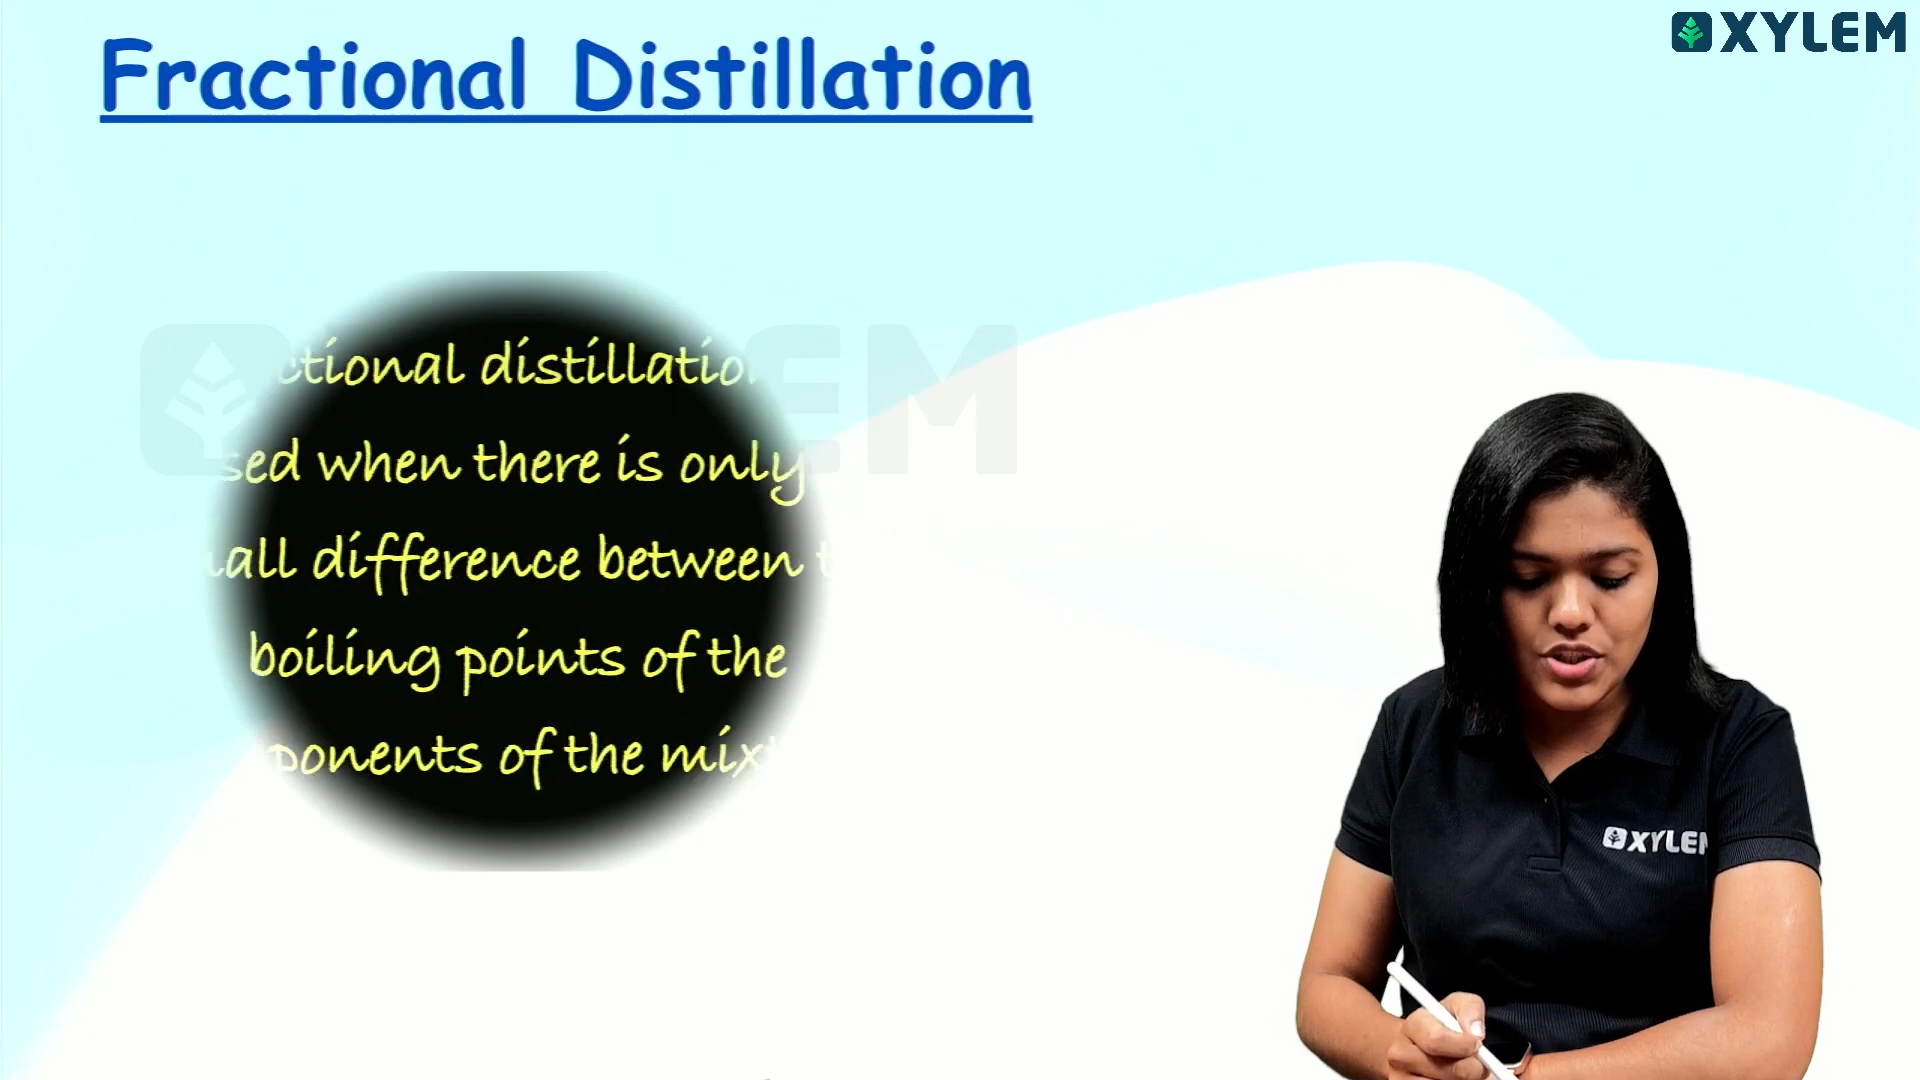 Fractional Distillation
XYLEM
ctional distillatio
sed when there is only
all difference between t
boiling points of the
ponents of the mix
EM
XYLEM